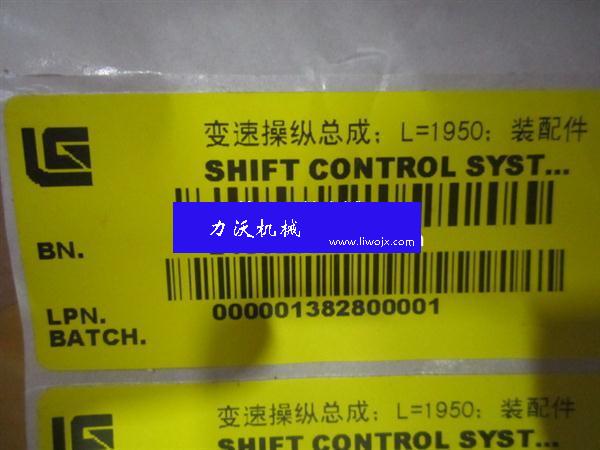 变速操纵总成；L=1950；装配件
SHIFT CONTROL SYST...
力沃机械
www.liwojx.com
BN.
000001382800001
LPN.
BATCH.
变速操纵总成；L=1950；装配件
SHIFT CONTROL SYST...